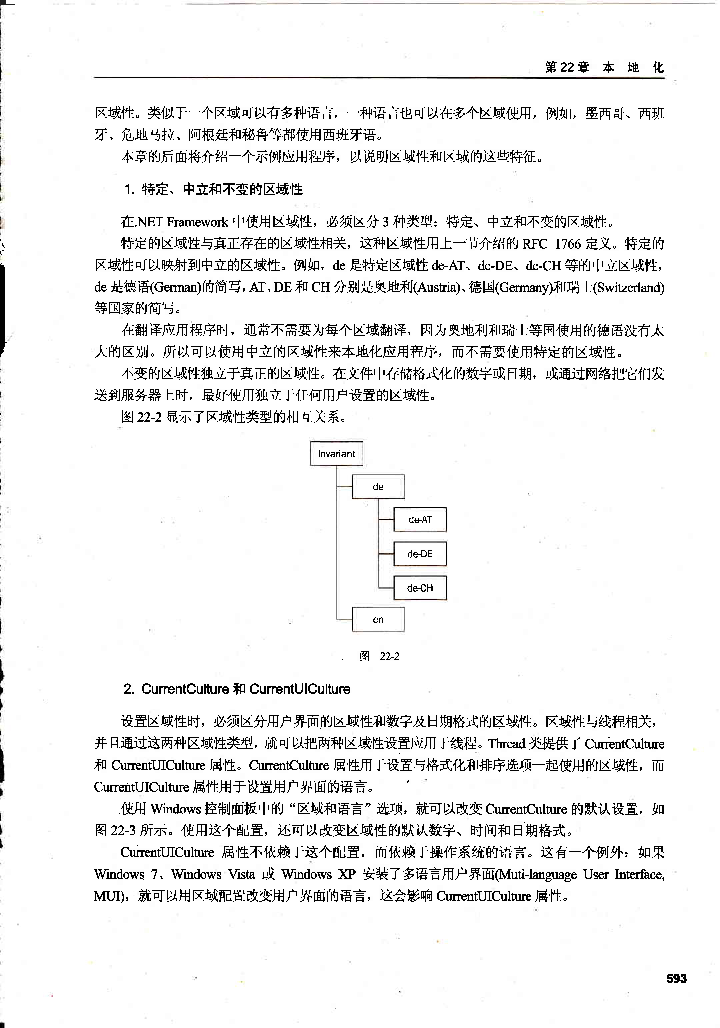 第22章 本 地 化
区域性。类似于一个区域可以有多种语言，一种语言也可以在多个区域使用，例如，墨西哥、西班
牙、危地马拉、阿根廷和秘鲁等都使用西班牙语。
本章的后面将介绍一个示例应用程序，以说明区域性和区域的这些特征。
1. 特定、中立和不变的区域性
在.NET Framework 中使用区域性，必须区分 3 种类型：特定、中立和不变的区域性。
特定的区域性与真正存在的区域性相关，这种区域性用上一节介绍的 RFC 1766 定义。特定的
区域性可以映射到中立的区域性。例如，de 是特定区域性 de-AT、de-DE、de-CH 等的中立区域性，
de 是德语(German)的简写，AT、DE 和 CH 分别是奥地利(Austria)、德国(Germany)和瑞士(Switzerland)
等国家的简写。
在翻译应用程序时，通常不需要为每个区域翻译，因为奥地利和瑞士等国使用的德语没有太
大的区别。所以可以使用中立的区域性来本地化应用程序，而不需要使用特定的区域性。
不变的区域性独立于真正的区域性。在文件中存储格式化的数字或日期，或通过网络把它们发
送到服务器上时，最好使用独立于任何用户设置的区域性。
图 22-2 显示了区域性类型的相互关系。
Invariant
de
de-AT
de-DE
de-CH
en
图 22-2
2. CurrentCulture 和 CurrentUICulture
设置区域性时，必须区分用户界面的区域性和数字及日期格式的区域性。区域性与线程相关，
并且通过这两种区域性类型，就可以把两种区域性设置应用于线程。Thread 类提供了 CurrentCulture
和 CurrentUICulture 属性。CurrentCulture 属性用于设置与格式化和排序选项一起使用的区域性，而
CurrentUICulture 属性用于设置用户界面的语言。
使用 Windows 控制面板中的“区域和语言”选项，就可以改变 CurrentCulture 的默认设置，如
图 22-3 所示。使用这个配置，还可以改变区域性的默认数字、时间和日期格式。
CurrentUICulture 属性不依赖于这个配置，而依赖于操作系统的语言。这有一个例外：如果
Windows 7、Windows Vista 或 Windows XP 安装了多语言用户界面(Muti-language User Interface,
MUI)，就可以用区域配置改变用户界面的语言，这会影响 CurrentUICulture 属性。
593